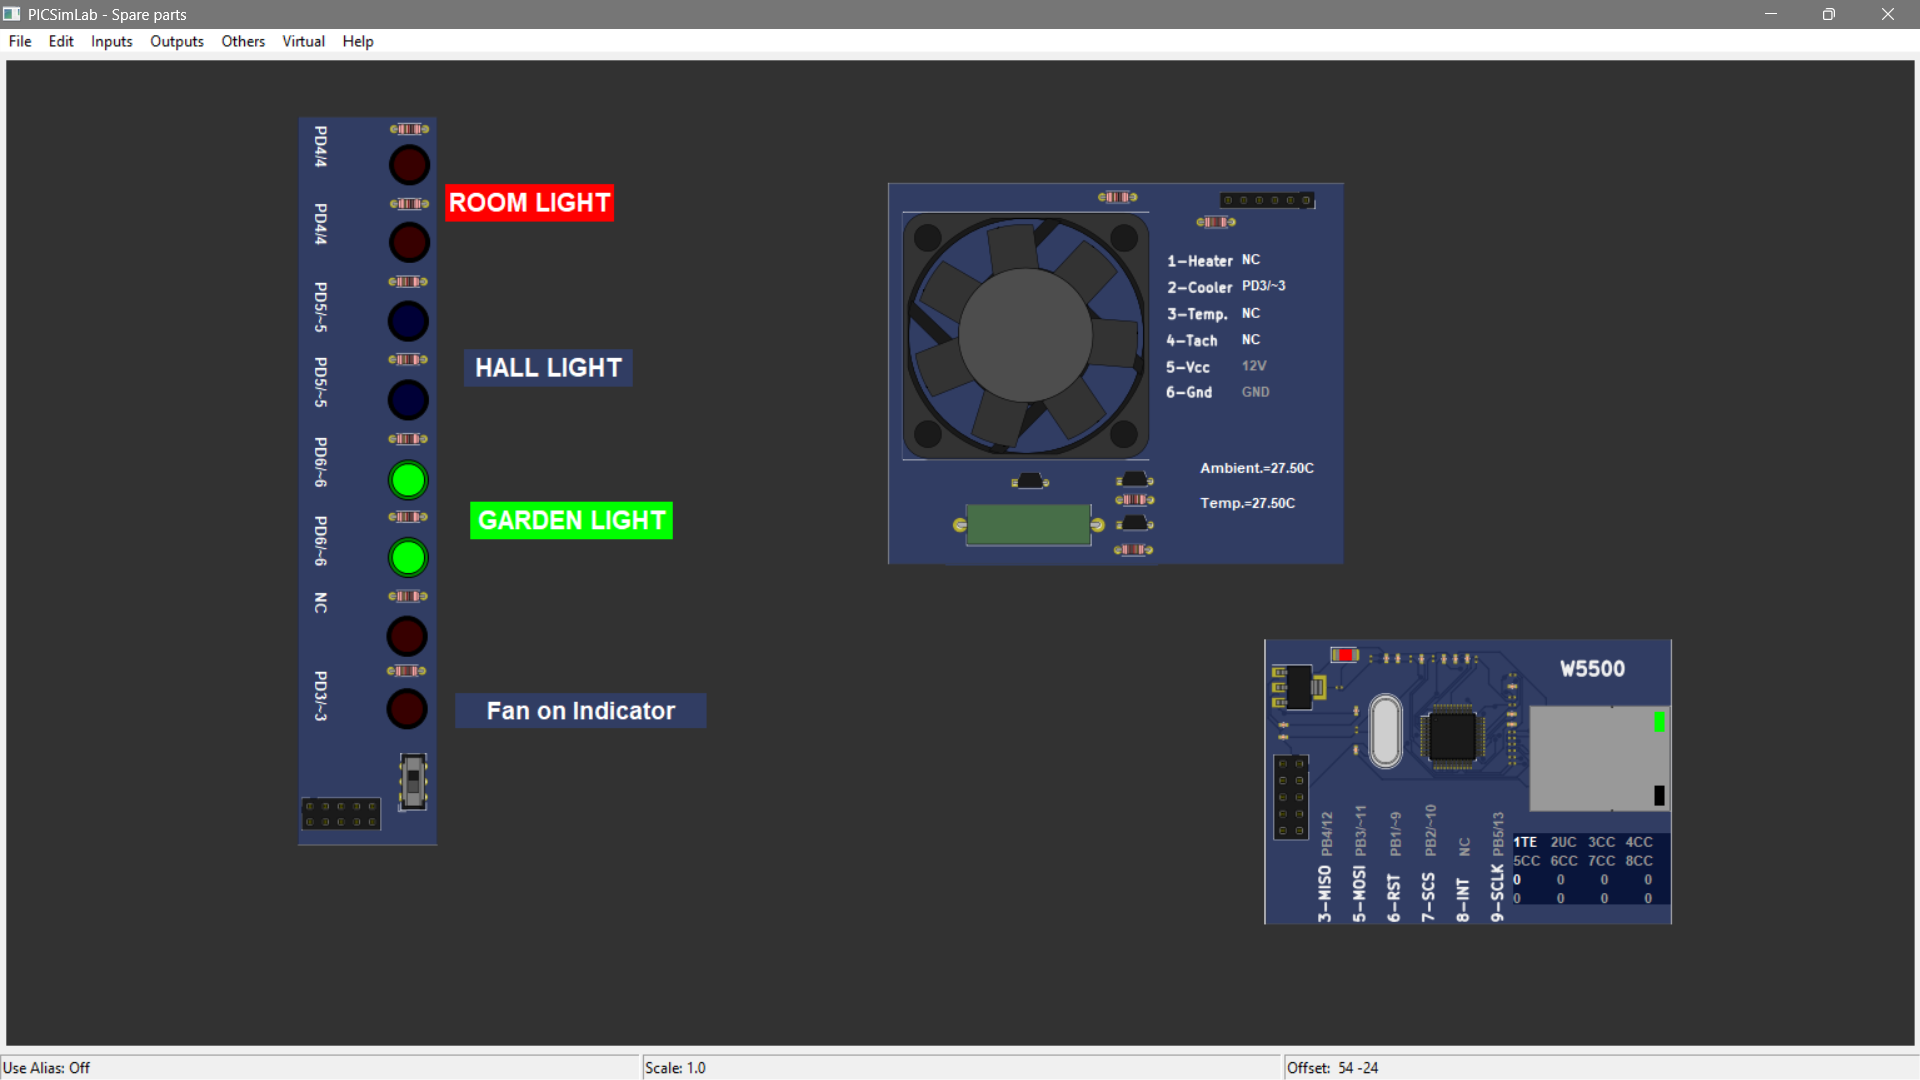 PICSimLab - Spare parts
File Edit Inputs Outputs Others Virtual Help
PD4/4
PD4/4
PD5/~5
PD5/~5
PD6/~6
PD6/~6
NC
PD3/~3
ROOM LIGHT
HALL LIGHT
GARDEN LIGHT
Fan on Indicator
1-Heater NC
2-Cooler PD3/~3
3-Temp. NC
4-Tach NC
5-Vcc 12V
6-Gnd GND
Ambient.=27.50C
Temp.=27.50C
W5500
3-MISO PB4/12
5-MOSI PB3/~11
6-RST PB1/~9
7-SCS PB2/~10
8-INT NC
9-SCLK PB5/13
1TE 2UC 3CC 4CC
5CC 6CC 7CC 8CC
0 0 0 0
0 0 0 0
Use Alias: Off
Scale: 1.0
Offset: 54 -24